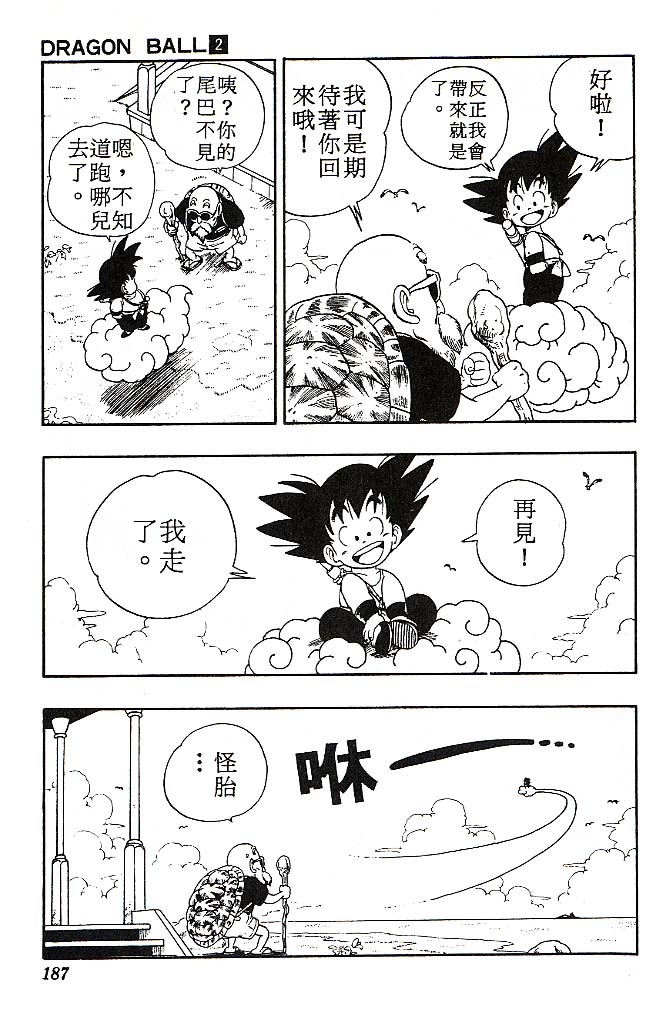 DRAGON BALL 2
好啦！
反正我會
帶來就是
了。
我可是期
待著你回
來哦！
咦？你的
尾巴不見
了？
嗯，不知
道跑哪兒
去了。
再見！
我走
了。
咻
怪胎
…
187